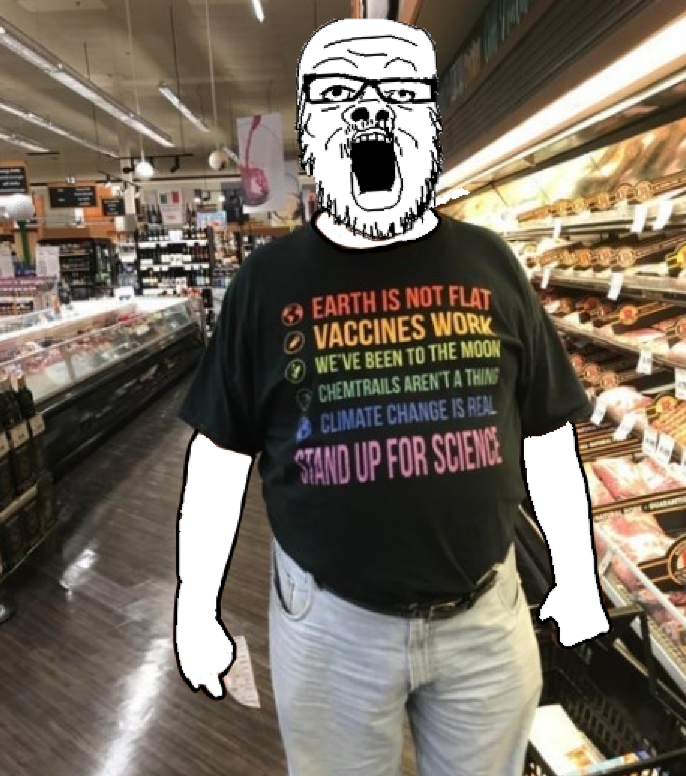 EARTH IS NOT FLAT
VACCINES WORK
WE'VE BEEN TO THE MOON
CHEMTRAILS AREN'T A THING
CLIMATE CHANGE IS REAL
STAND UP FOR SCIENCE